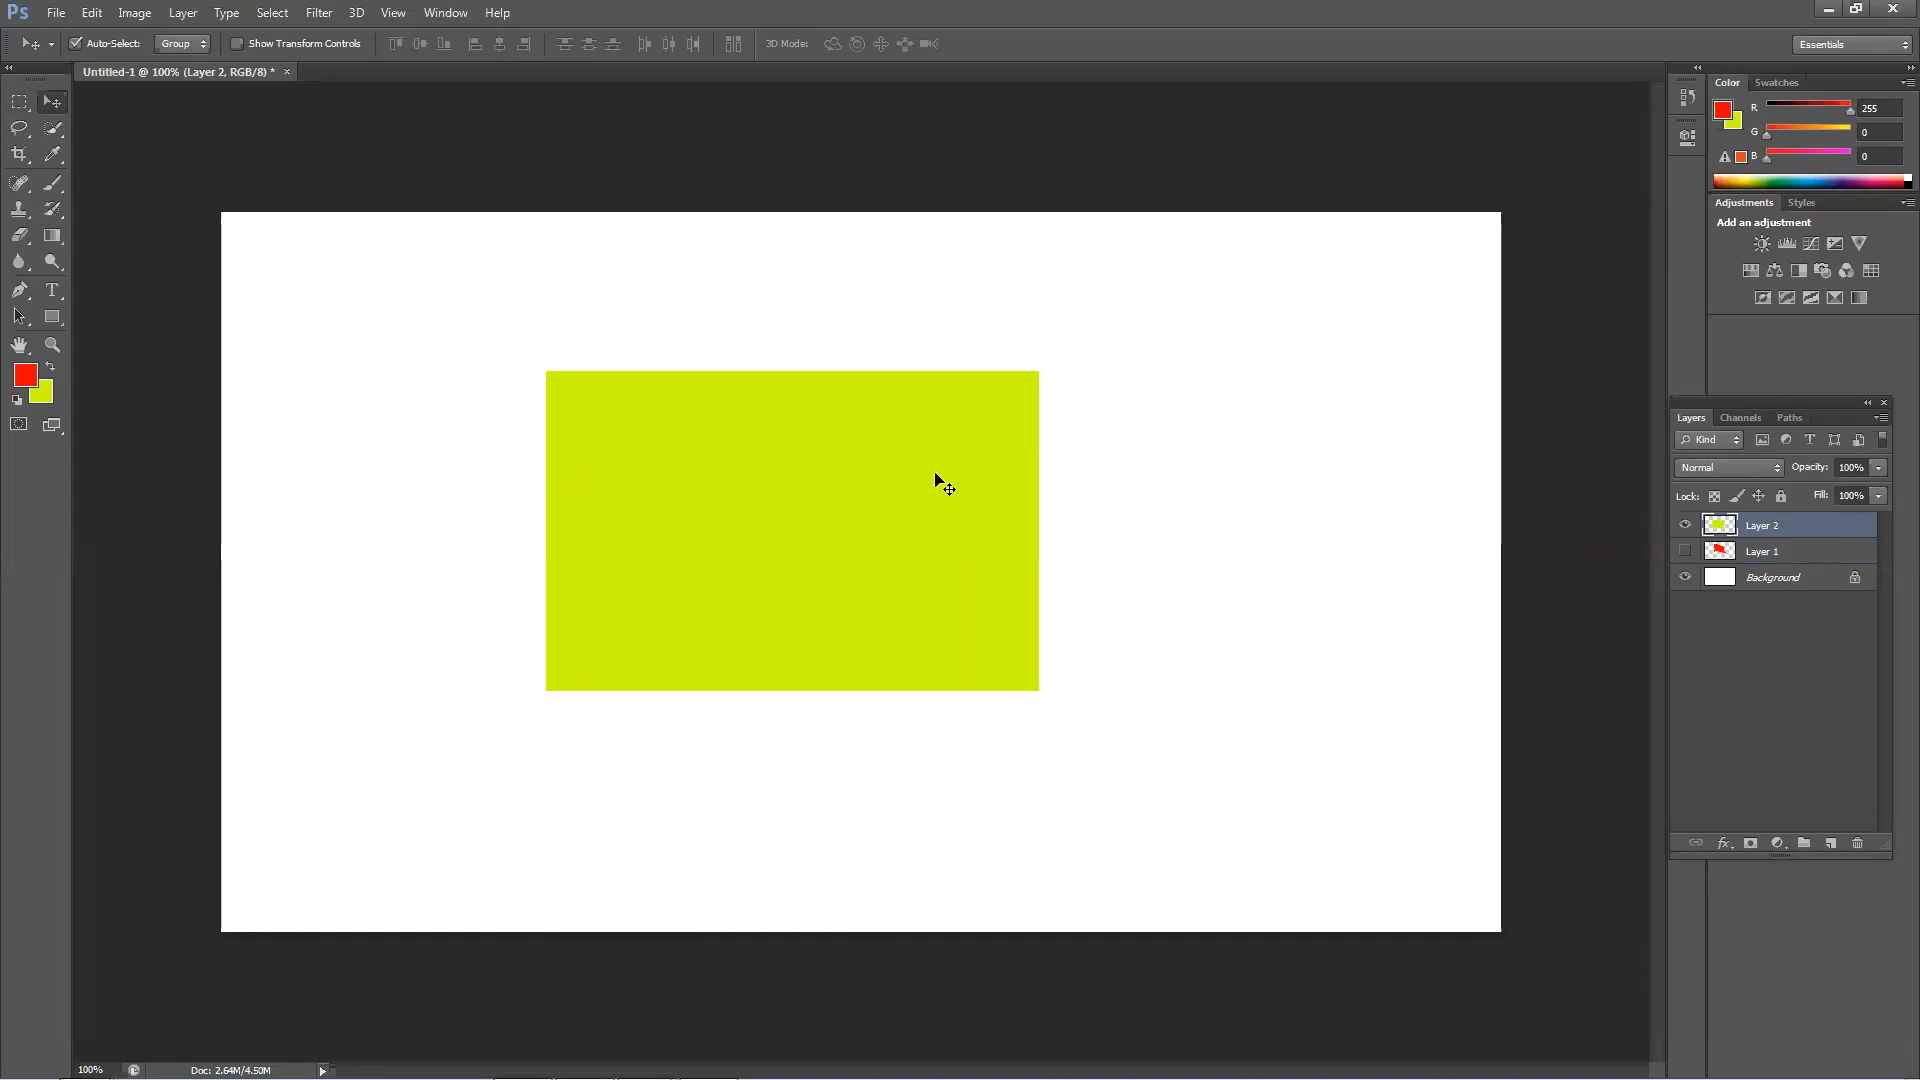 Ps File Edit Image Layer Type Select Filter 3D View Window Help
Auto-Select: Group Show Transform Controls 3D Mode: Essentials
Untitled-1 @ 100% (Layer 2, RGB/8) * ×
Color Swatches
R 255
G 0
B 0
Adjustments Styles
Add an adjustment
Layers Channels Paths
Kind
Normal Opacity: 100%
Lock: Fill: 100%
Layer 2
Layer 1
Background
fx
100% Doc: 2.64M/4.50M